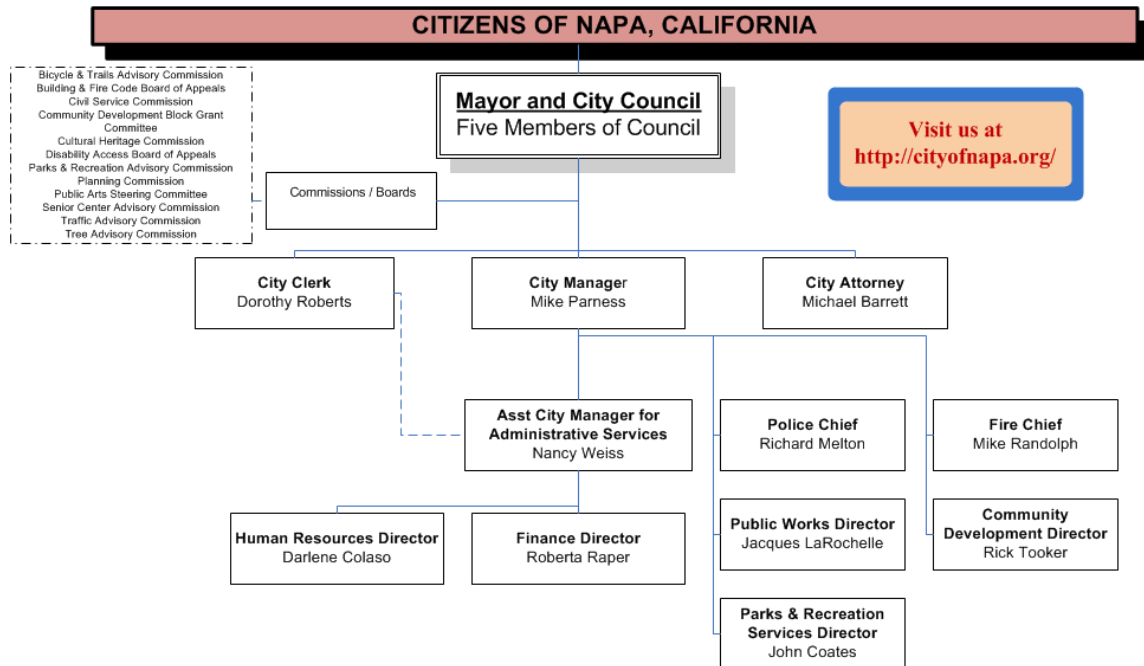 CITIZENS OF NAPA, CALIFORNIA
Bicycle & Trails Advisory Commission
Building & Fire Code Board of Appeals
Civil Service Commission
Community Development Block Grant
Committee
Cultural Heritage Commission
Disability Access Board of Appeals
Parks & Recreation Advisory Commission
Planning Commission
Public Arts Steering Committee
Senior Center Advisory Commission
Traffic Advisory Commission
Tree Advisory Commission
Mayor and City Council
Five Members of Council
Visit us at
http://cityofnapa.org/
Commissions / Boards
City Clerk
Dorothy Roberts
City Manager
Mike Parness
City Attorney
Michael Barrett
Asst City Manager for
Administrative Services
Nancy Weiss
Police Chief
Richard Melton
Fire Chief
Mike Randolph
Human Resources Director
Darlene Colaso
Finance Director
Roberta Raper
Public Works Director
Jacques LaRochelle
Community
Development Director
Rick Tooker
Parks & Recreation
Services Director
John Coates